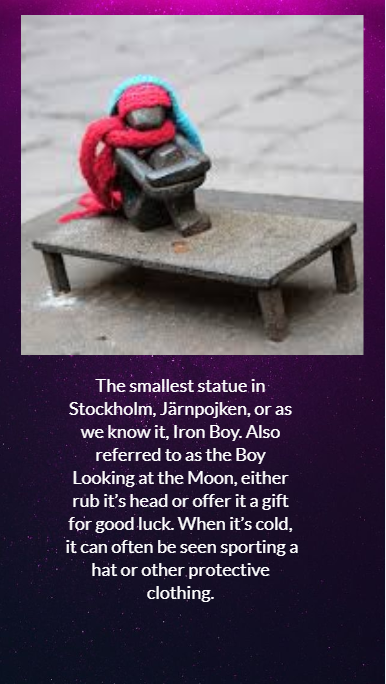 The smallest statue in
Stockholm, Järnpojken, or as
we know it, Iron Boy. Also
referred to as the Boy
Looking at the Moon, either
rub it's head or offer it a gift
for good luck. When it's cold,
it can often be seen sporting a
hat or other protective
clothing.